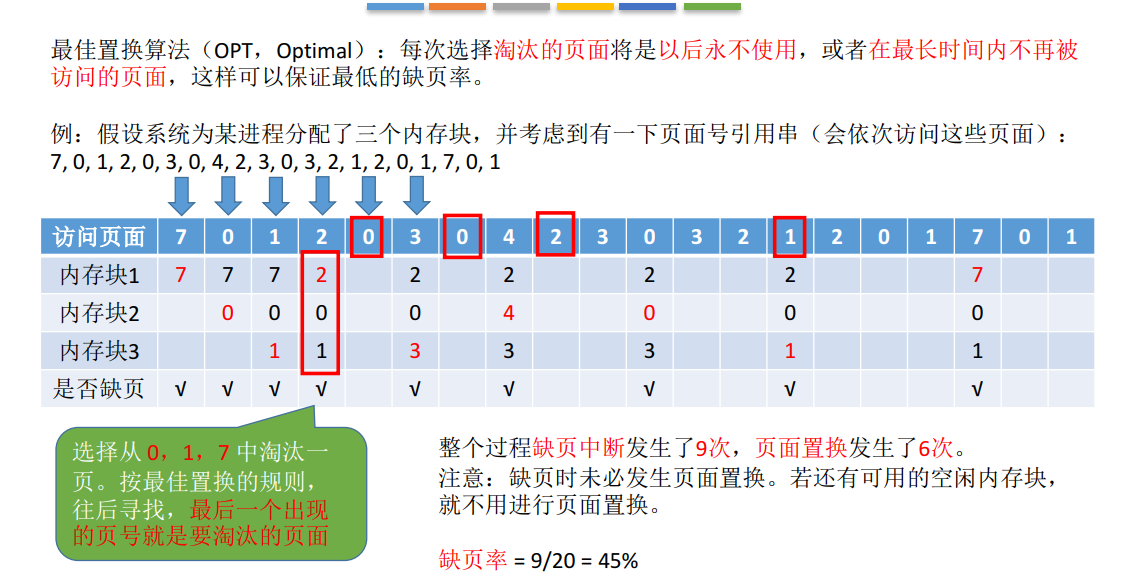 最佳置换算法（OPT，Optimal）：每次选择淘汰的页面将是以后永不使用，或者在最长时间内不再被
访问的页面，这样可以保证最低的缺页率。
例：假设系统为某进程分配了三个内存块，并考虑到有一下页面号引用串（会依次访问这些页面）：
7, 0, 1, 2, 0, 3, 0, 4, 2, 3, 0, 3, 2, 1, 2, 0, 1, 7, 0, 1
访问页面 7 0 1 2 0 3 0 4 2 3 0 3 2 1 2 0 1 7 0 1
内存块1 7 7 7 2 2 2 2 2 7
内存块2 0 0 0 0 4 0 0 0
内存块3 1 1 3 3 3 1 1
是否缺页 √ √ √ √ √ √ √ √ √
选择从 0，1，7 中淘汰一
页。按最佳置换的规则，
往后寻找，最后一个出现
的页号就是要淘汰的页面
整个过程缺页中断发生了9次，页面置换发生了6次。
注意：缺页时未必发生页面置换。若还有可用的空闲内存块，
就不用进行页面置换。
缺页率 = 9/20 = 45%